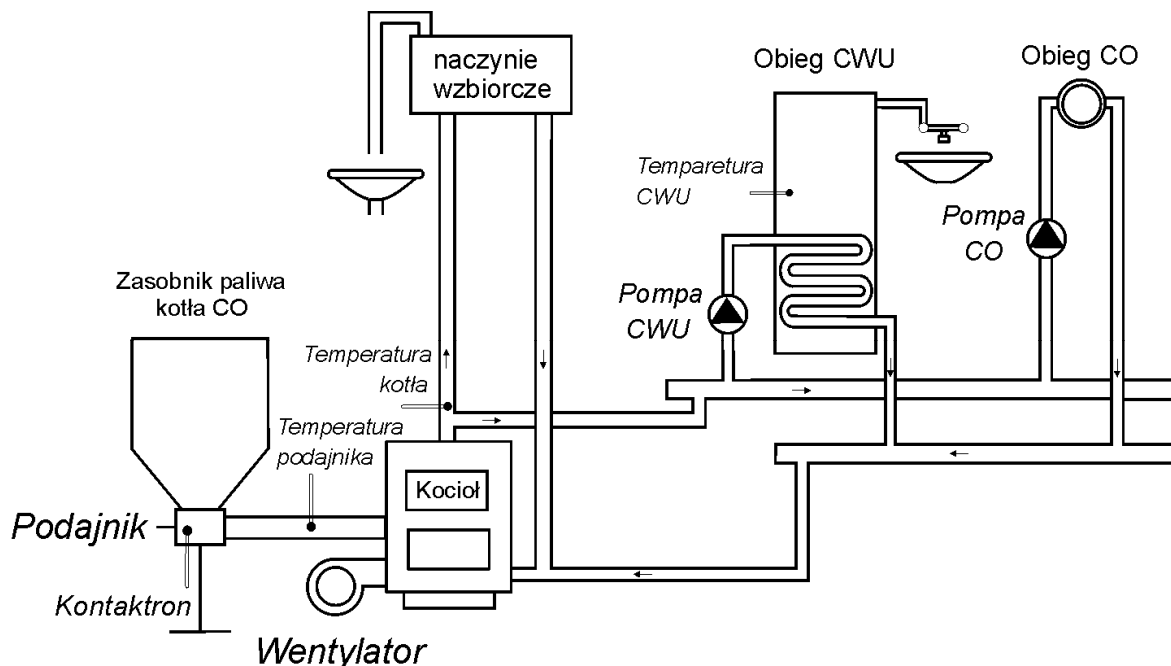 naczynie
wzbiorcze
Obieg CWU
Obieg CO
Temparetura
CWU
Pompa
CO
Zasobnik paliwa
kotła CO
Pompa
CWU
Temperatura
kotła
Temperatura
podajnika
Kocioł
Podajnik
Kontaktron
Wentylator